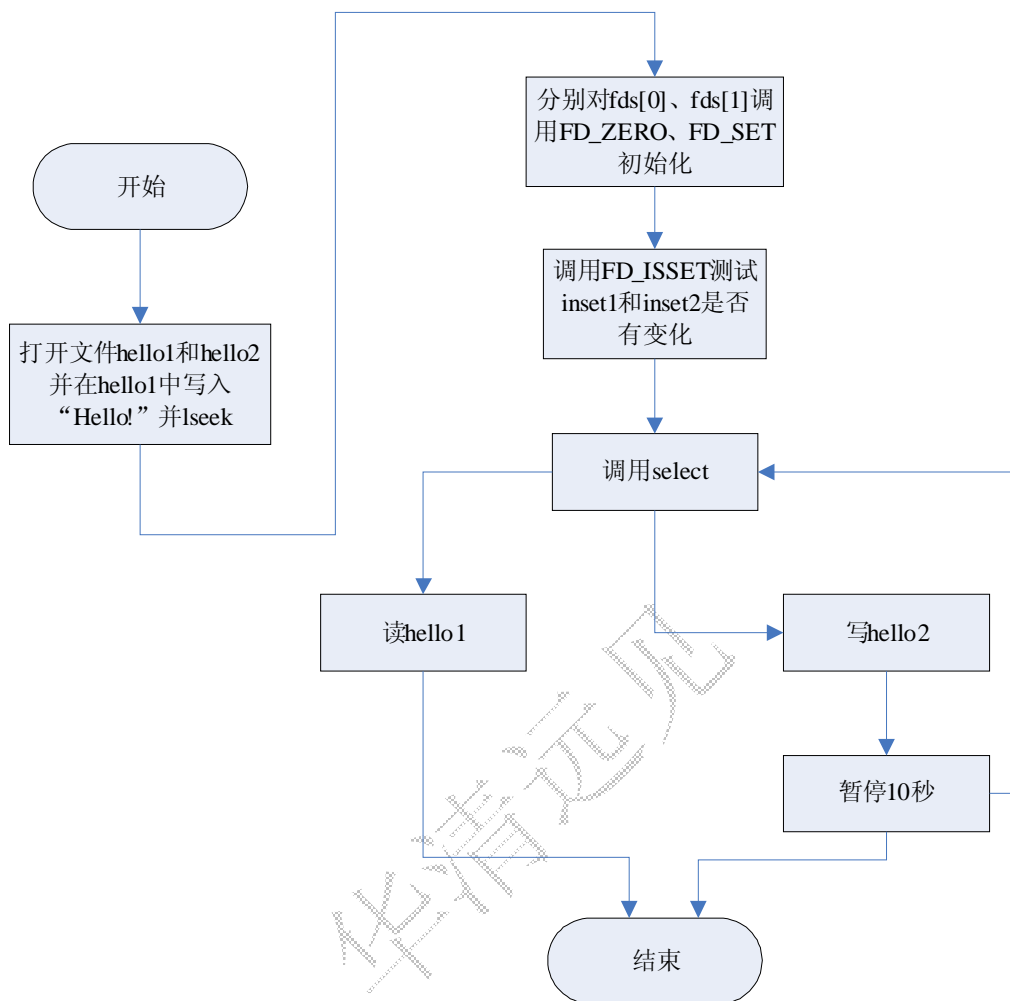 开始
打开文件hello1和hello2
并在hello1中写入
“Hello!”并lseek
分别对fds[0]、fds[1]调
用FD_ZERO、FD_SET
初始化
调用FD_ISSET测试
inset1和inset2是否
有变化
调用select
读hello1
写hello2
暂停10秒
结束
华清远见